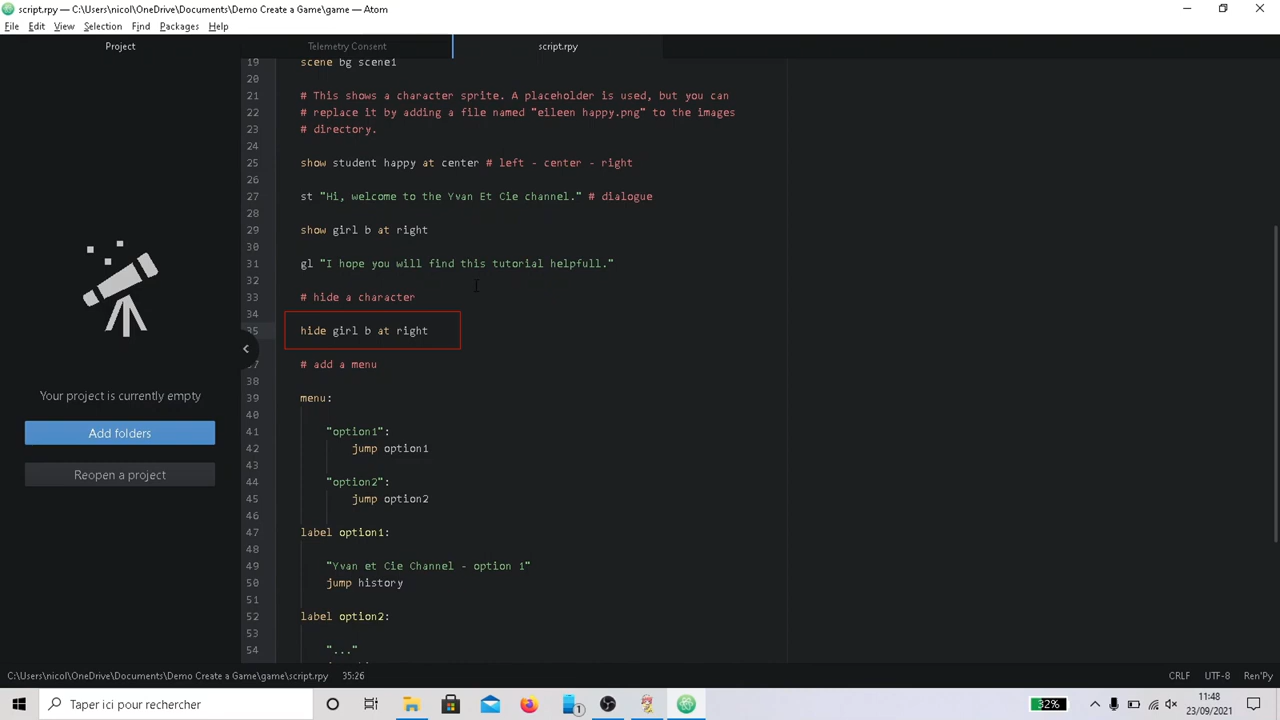 script.rpy — C:\Users\nicol\OneDrive\Documents\Demo Create a Game\game — Atom
File Edit View Selection Find Packages Help
Project
Telemetry Consent
script.rpy
19 scene bg scene1
20
21 # This shows a character sprite. A placeholder is used, but you can
22 # replace it by adding a file named "eileen happy.png" to the images
23 # directory.
24
25 show student happy at center # left - center - right
26
27 st "Hi, welcome to the Yvan Et Cie channel." # dialogue
28
29 show girl b at right
30
31 gl "I hope you will find this tutorial helpfull."
32
33 # hide a character
34
35 hide girl b at right
37 # add a menu
38
39 menu:
40
41 "option1":
42 jump option1
43
44 "option2":
45 jump option2
46
47 label option1:
48
49 "Yvan et Cie Channel - option 1"
50 jump history
51
52 label option2:
53
54 "..."
Your project is currently empty
Add folders
Reopen a project
C:\Users\nicol\OneDrive\Documents\Demo Create a Game\game\script.rpy 35:26
CRLF UTF-8 Ren'Py
Taper ici pour rechercher
1
32%
11:48
23/09/2021